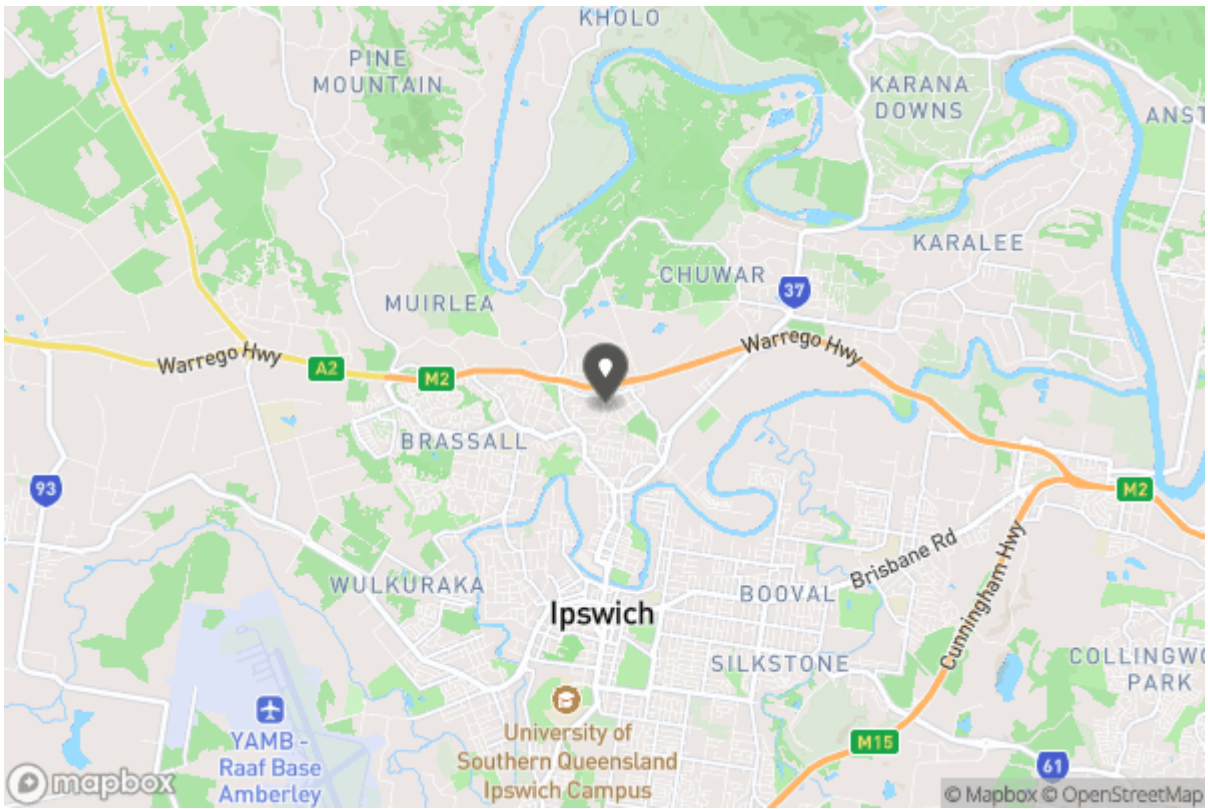 KHOLO
PINE
MOUNTAIN
KARANA
DOWNS
ANST
KARALEE
CHUWAR
37
MUIRLEA
Warrego Hwy
Warrego Hwy
A2
M2
BRASSALL
93
M2
Brisbane Rd
Cunningham Hwy
WULKURAKA
BOOVAL
Ipswich
SILKSTONE
COLLINGWO
PARK
University of
Southern Queensland
Ipswich Campus
YAMB -
Raaf Base
Amberley
M15
61
mapbox
© Mapbox © OpenStreetMap